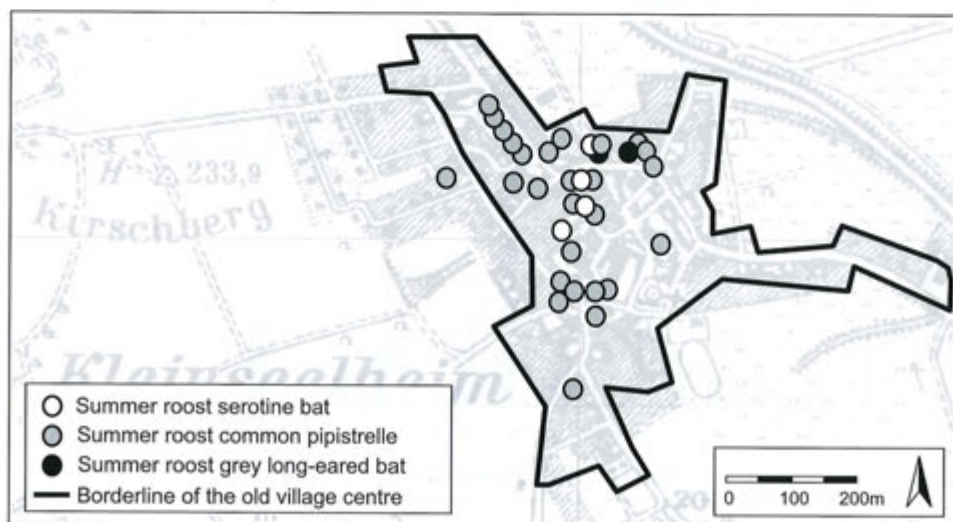 H
233,9
Kirschberg
Kleinseelheim
Summer roost serotine bat
Summer roost common pipistrelle
Summer roost grey long-eared bat
Borderline of the old village centre
0 100 200m